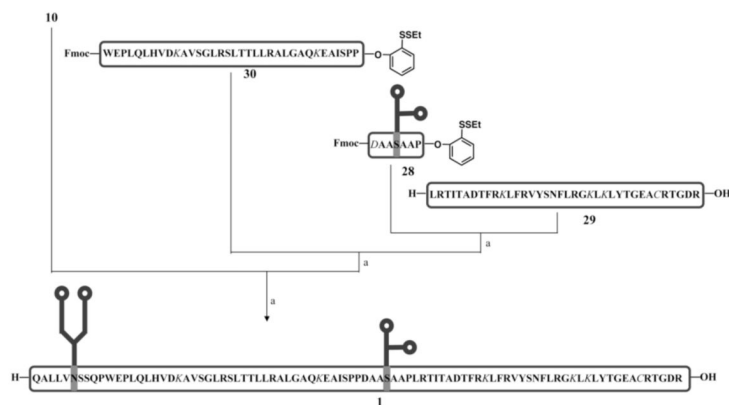 10
SSEt
Fmoc WEPLQLHVDKAVSGLRSLTTLLRALGAQKEAISPP O
30
SSEt
Fmoc DAASAAP O
28
H LRTITADTFRKLFRVYSNFLRGKLKLYTGEACRTGDR OH
29
a
a
a
H QALLVNSSQPWEPLQLHVDKAVSGLRSLTTLLRALGAQKEAISPPDAASAAPLRTITADTFRKLFRVYSNFLRGKLKLYTGEACRTGDR OH
1